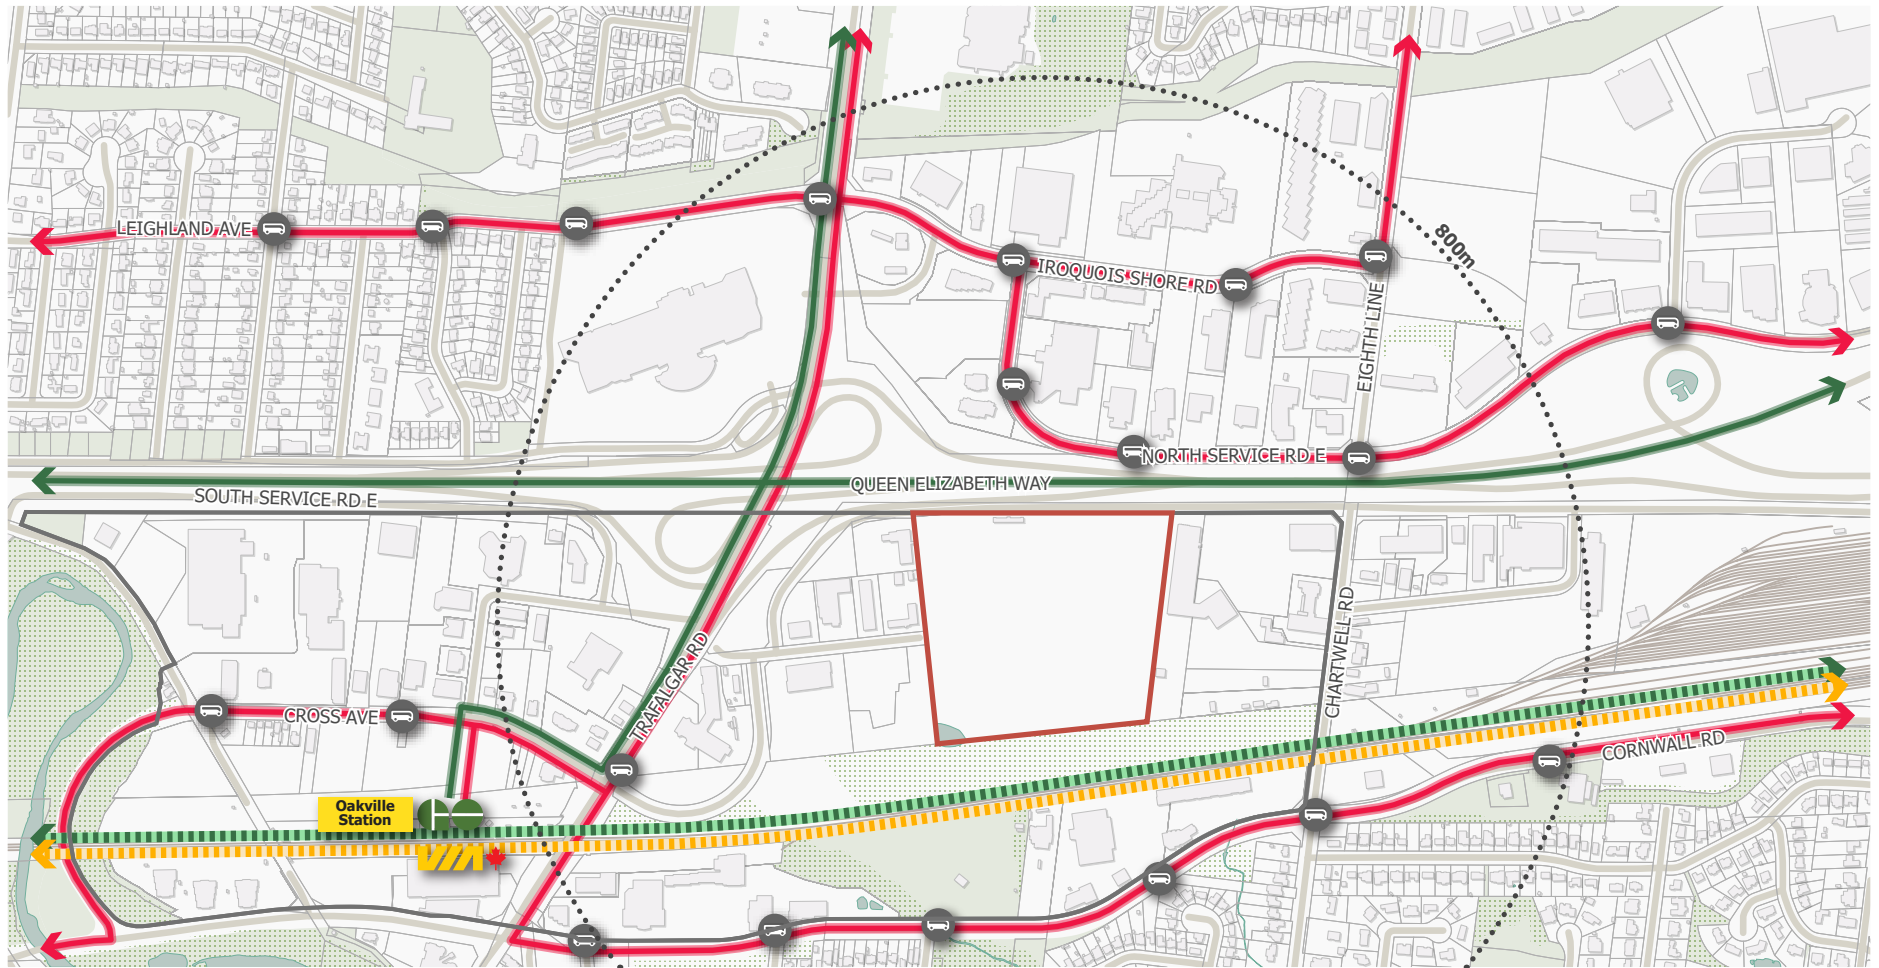 LEIGHLAND AVE
800m
IROQUOIS SHORE RD
EIGHTH LINE
NORTH SERVICE RD E
QUEEN ELIZABETH WAY
SOUTH SERVICE RD E
CHARTWELL RD
TRAFALGAR RD
CROSS AVE
CORNWALL RD
Oakville
Station
VIA